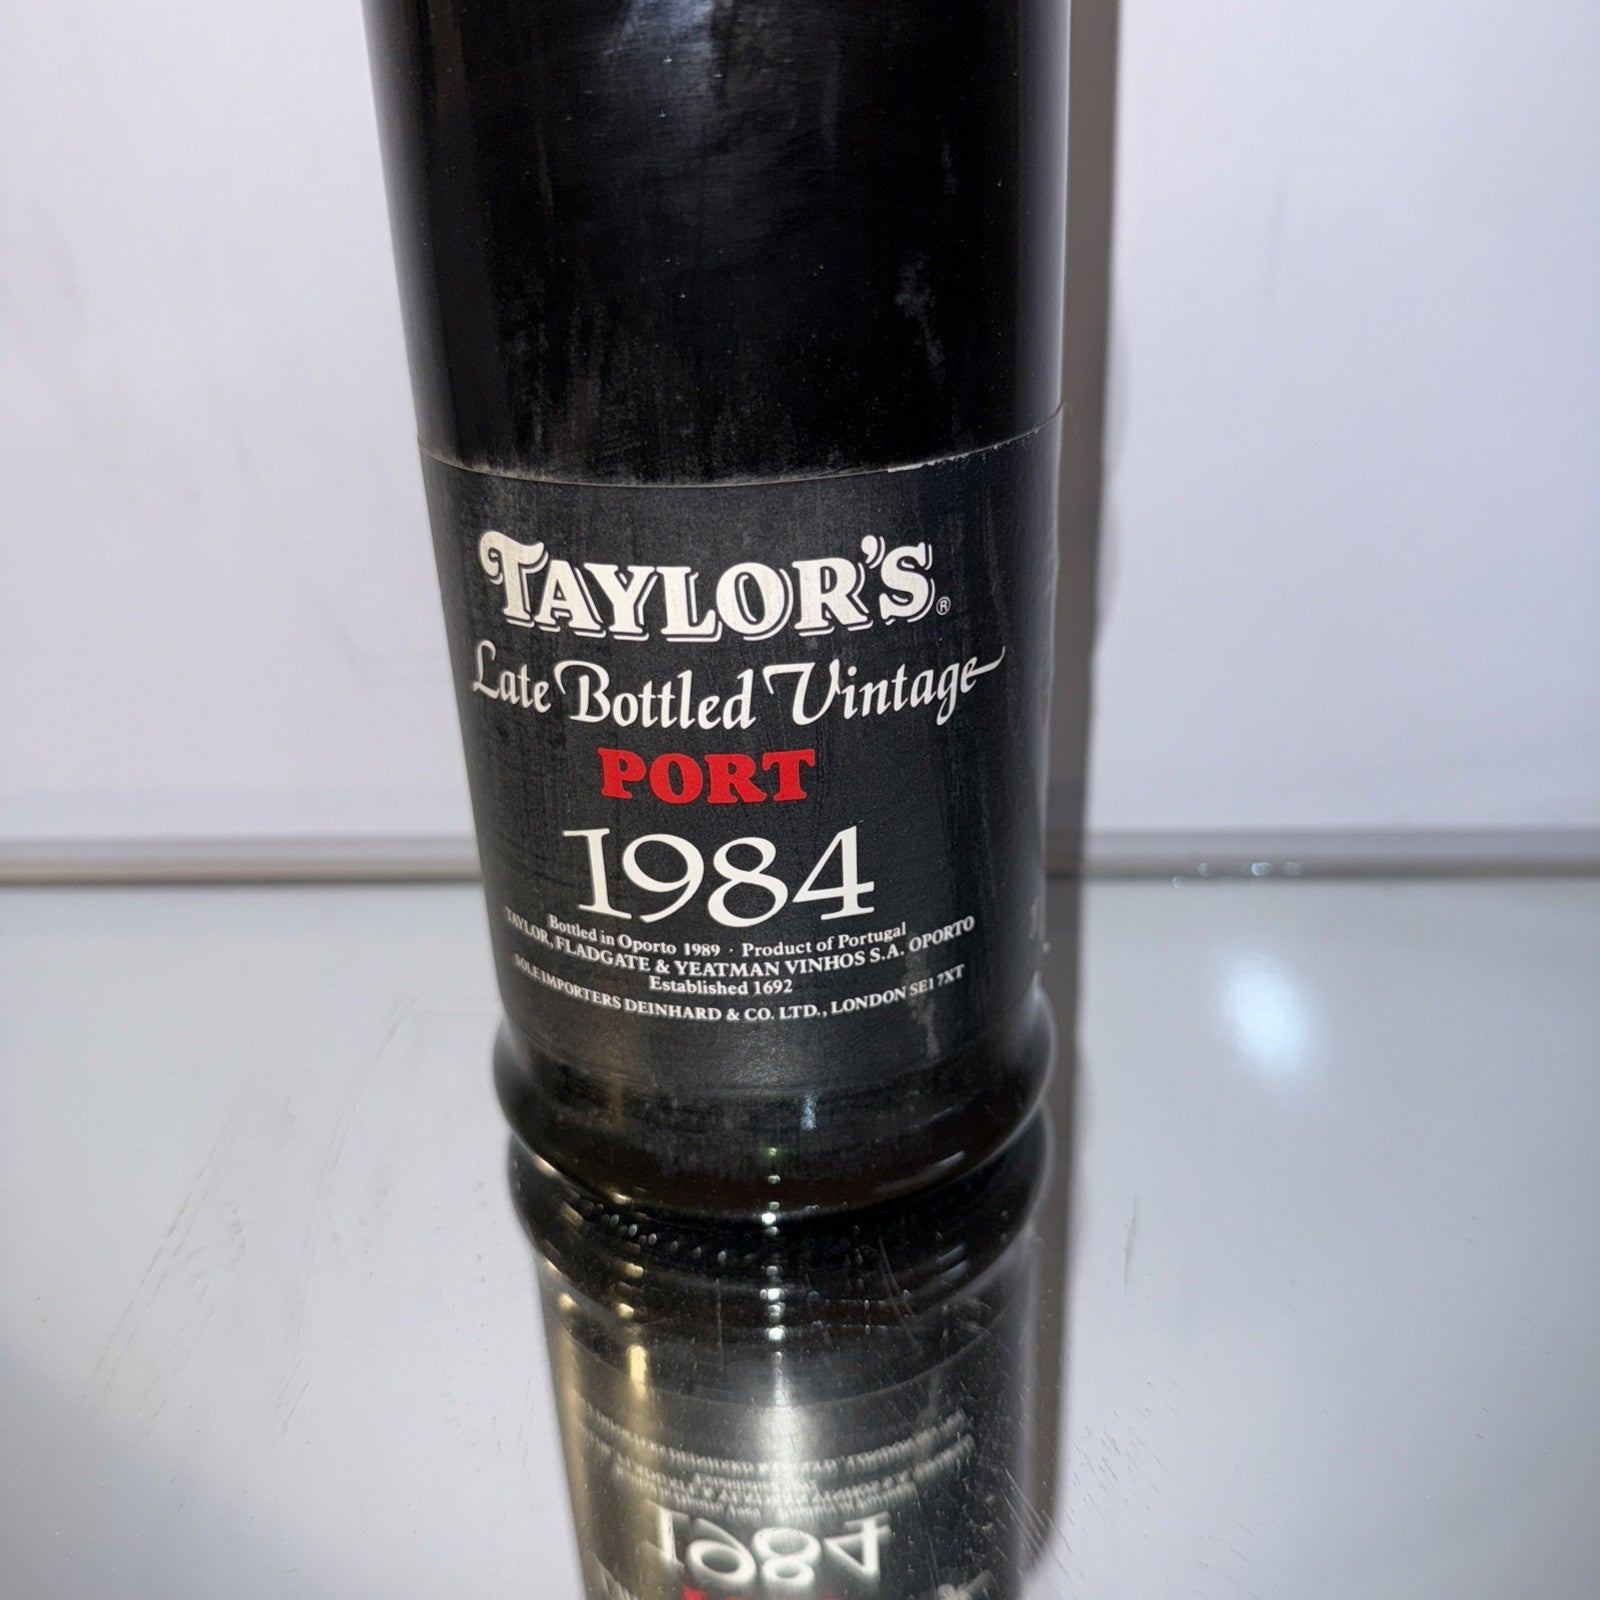 TAYLOR'S®
Late Bottled Vintage
PORT
1984
Bottled in Oporto 1989 · Product of Portugal
TAYLOR, FLADGATE & YEATMAN VINHOS S.A. OPORTO
Established 1692
SOLE IMPORTERS DEINHARD & CO. LTD., LONDON SE1 7XT
1984